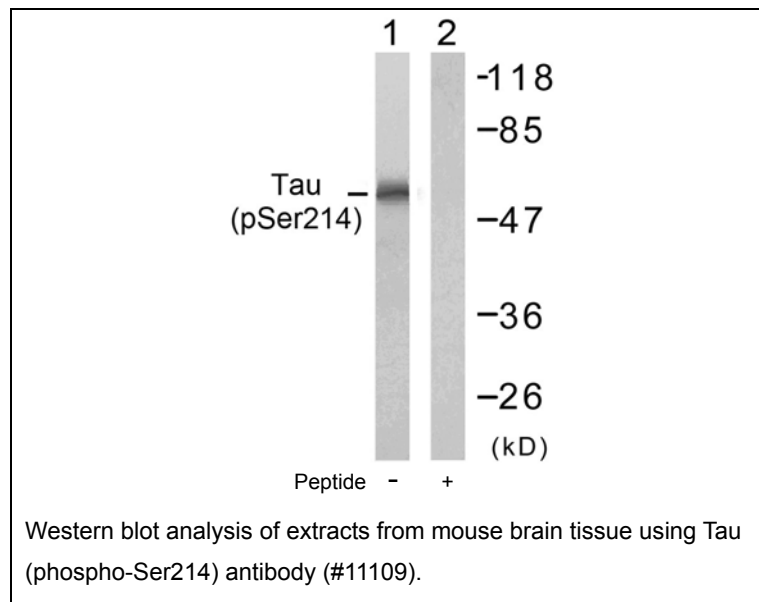 1 2
-118
-85
Tau
(pSer214)
-47
-36
-26
(kD)
Peptide - +
Western blot analysis of extracts from mouse brain tissue using Tau
(phospho-Ser214) antibody (#11109).